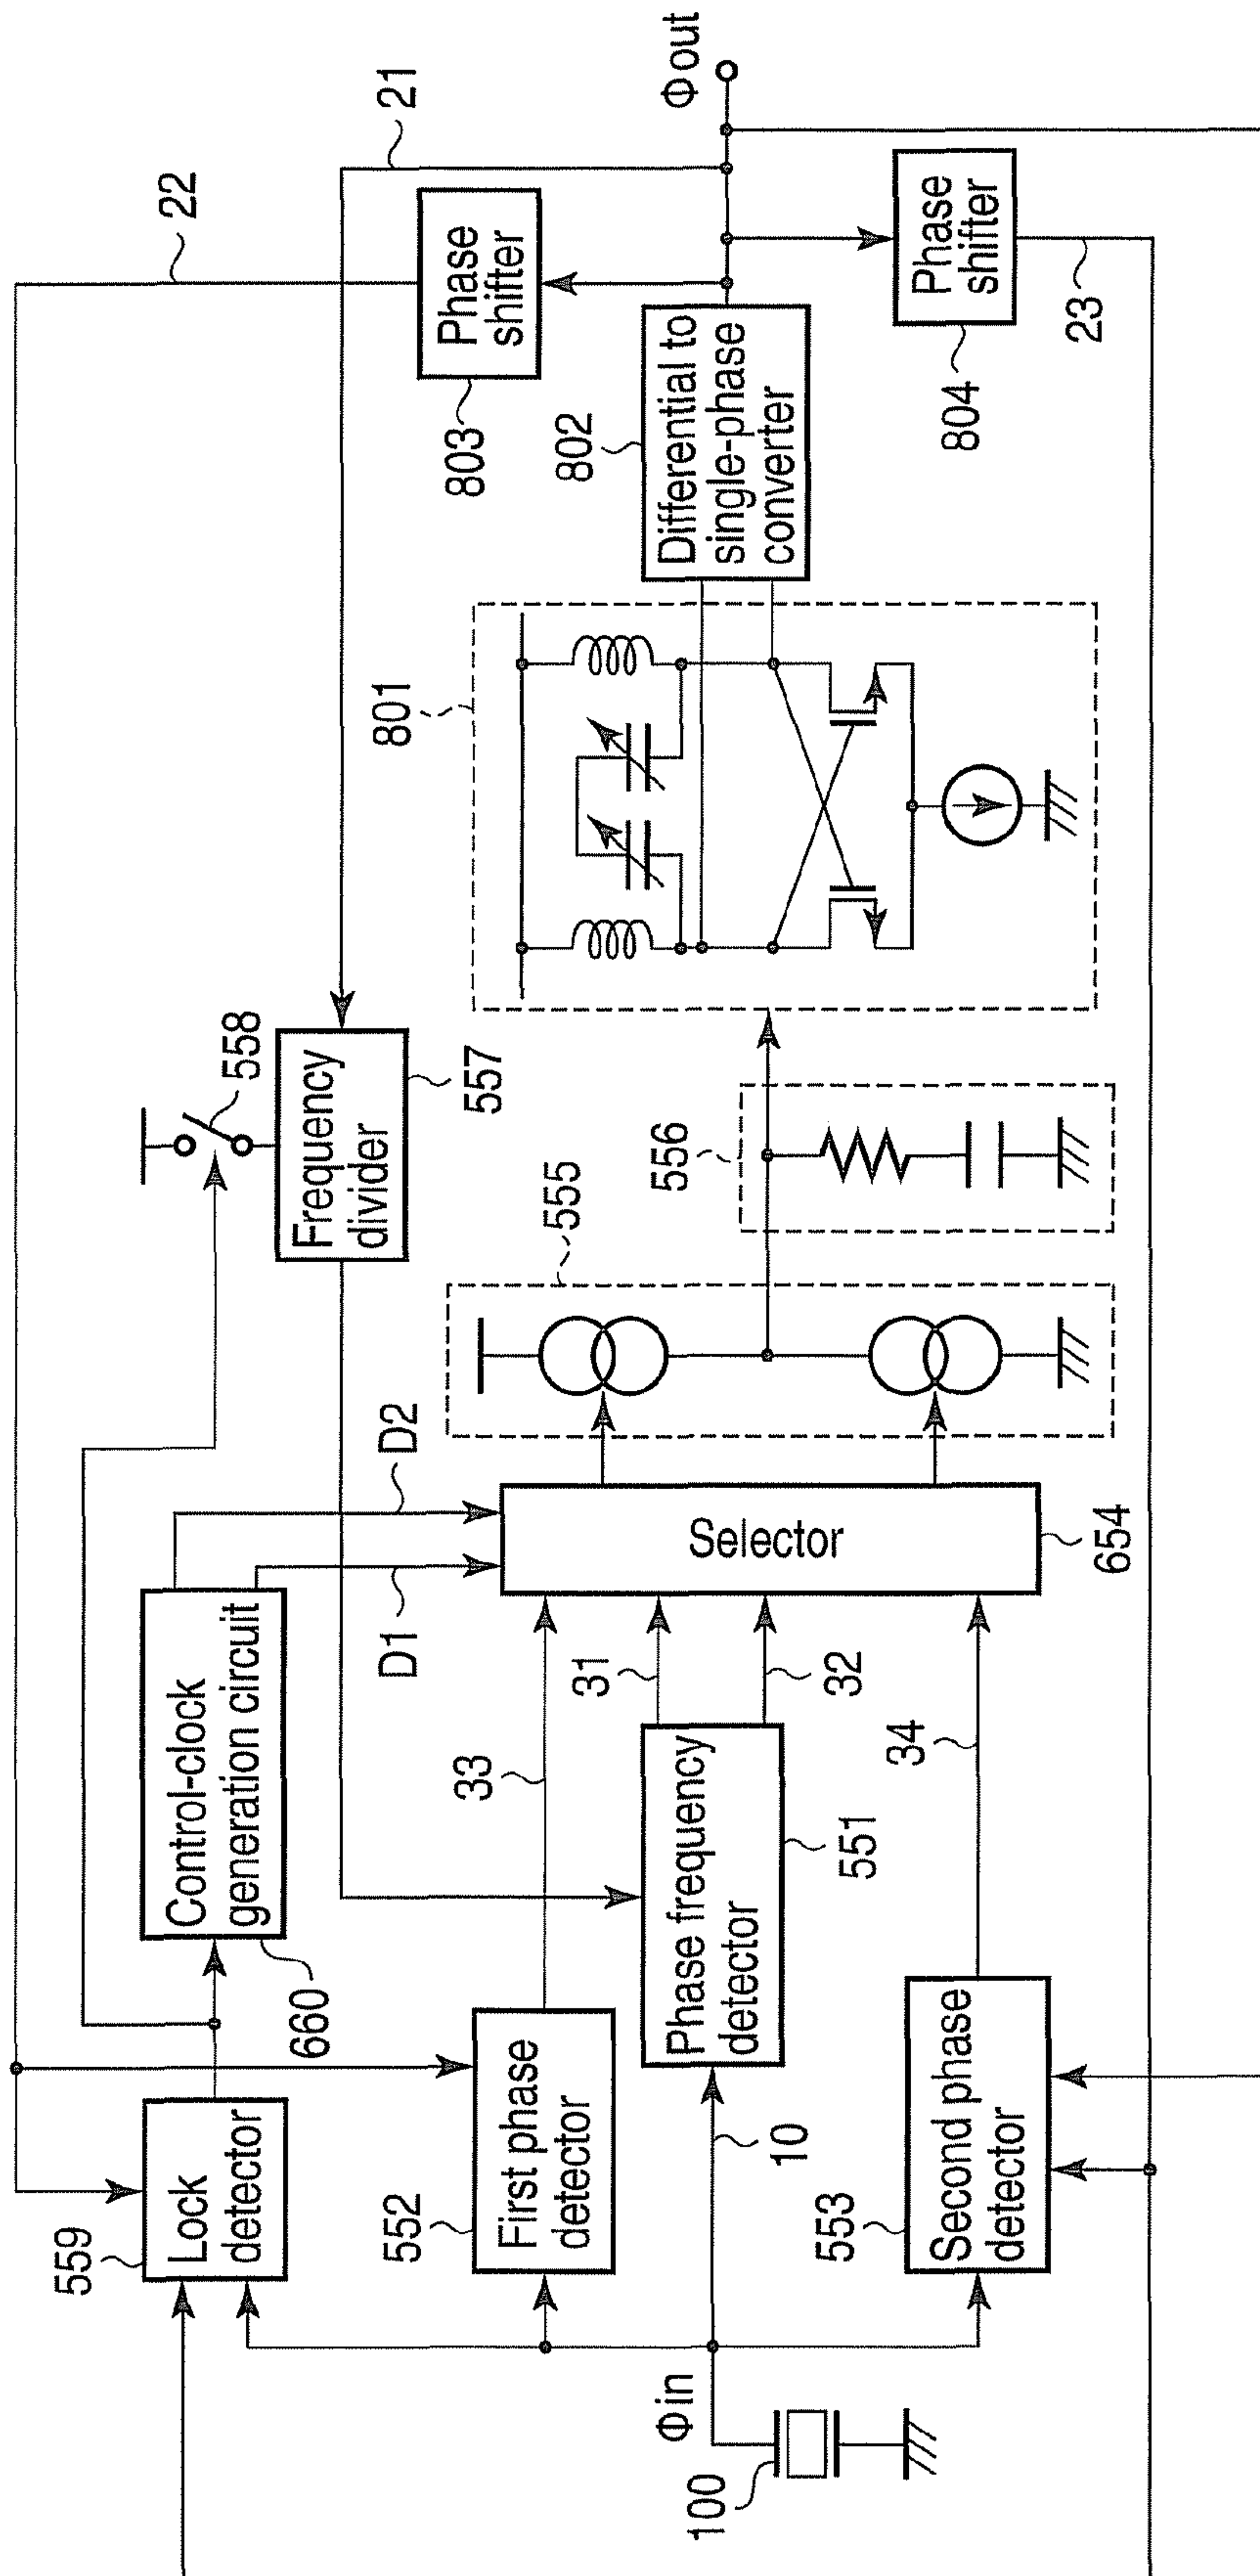 22
21
Φout
Phase
shifter
803
Phase
shifter
804
23
802
Differential to
single-phase
converter
801
558
Frequency
divider
557
556
555
D2
D1
Selector
654
Control-clock
generation circuit
660
33
31
32
34
Phase frequency
detector
551
First phase
detector
552
Second phase
detector
553
Lock
detector
559
10
Φin
100